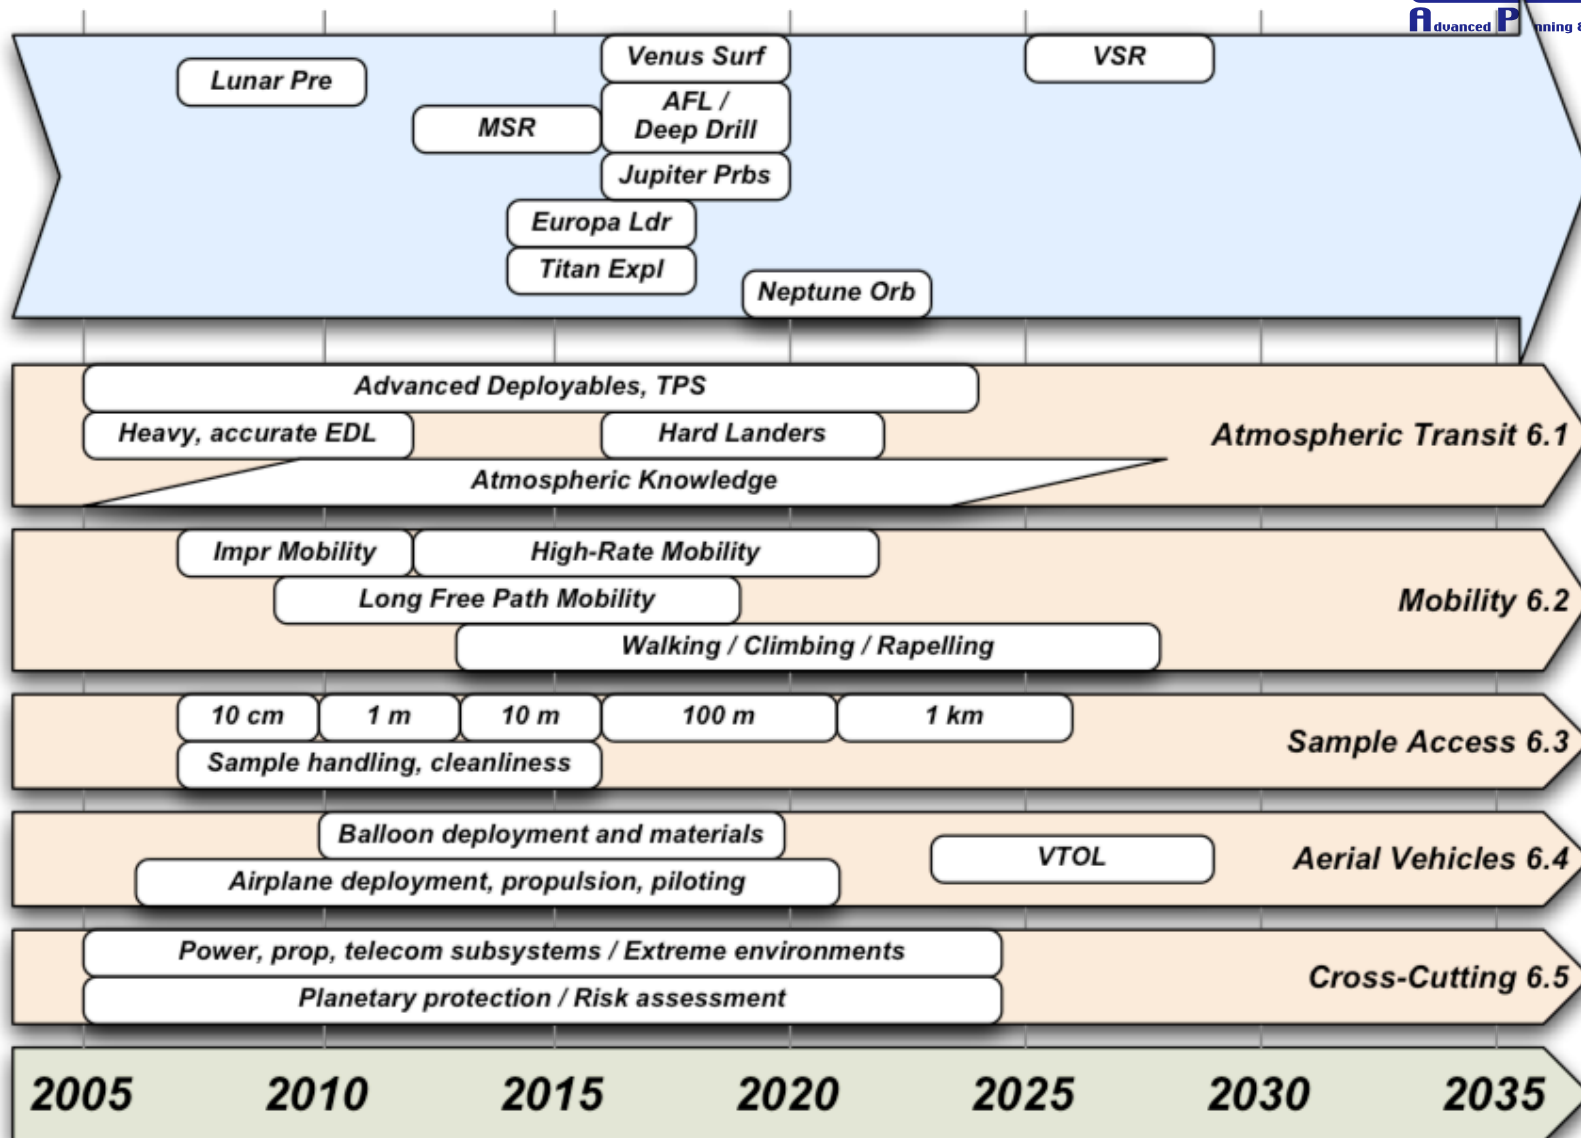 Advanced P nning &
Venus Surf
VSR
Lunar Pre
AFL /
Deep Drill
MSR
Jupiter Prbs
Europa Ldr
Titan Expl
Neptune Orb
Advanced Deployables, TPS
Heavy, accurate EDL
Hard Landers
Atmospheric Transit 6.1
Atmospheric Knowledge
Impr Mobility
High-Rate Mobility
Long Free Path Mobility
Mobility 6.2
Walking / Climbing / Rapelling
10 cm
1 m
10 m
100 m
1 km
Sample Access 6.3
Sample handling, cleanliness
Balloon deployment and materials
VTOL
Aerial Vehicles 6.4
Airplane deployment, propulsion, piloting
Power, prop, telecom subsystems / Extreme environments
Cross-Cutting 6.5
Planetary protection / Risk assessment
2005 2010 2015 2020 2025 2030 2035